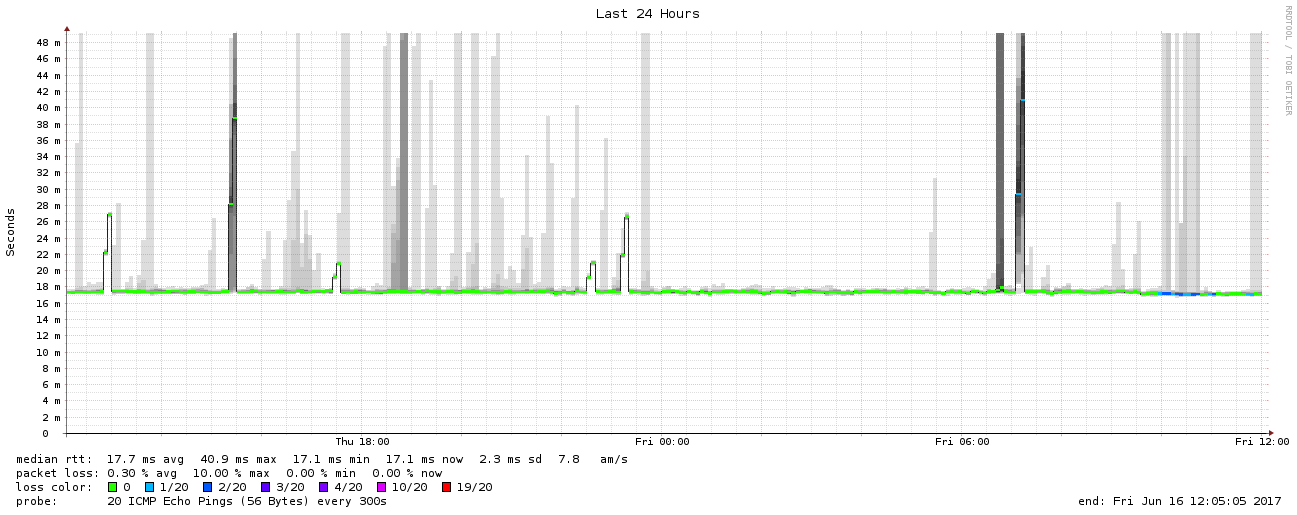 Last 24 Hours
RRDTOOL / TOBI OETIKER
Seconds
48 m
46 m
44 m
42 m
40 m
38 m
36 m
34 m
32 m
30 m
28 m
26 m
24 m
22 m
20 m
18 m
16 m
14 m
12 m
10 m
8 m
6 m
4 m
2 m
0
Thu 18:00 Fri 00:00 Fri 06:00 Fri 12:00
median rtt: 17.7 ms avg 40.9 ms max 17.1 ms min 17.1 ms now 2.3 ms sd 7.8 am/s
packet loss: 0.30 % avg 10.00 % max 0.00 % min 0.00 % now
loss color: 0 1/20 2/20 3/20 4/20 10/20 19/20
probe: 20 ICMP Echo Pings (56 Bytes) every 300s end: Fri Jun 16 12:05:05 2017